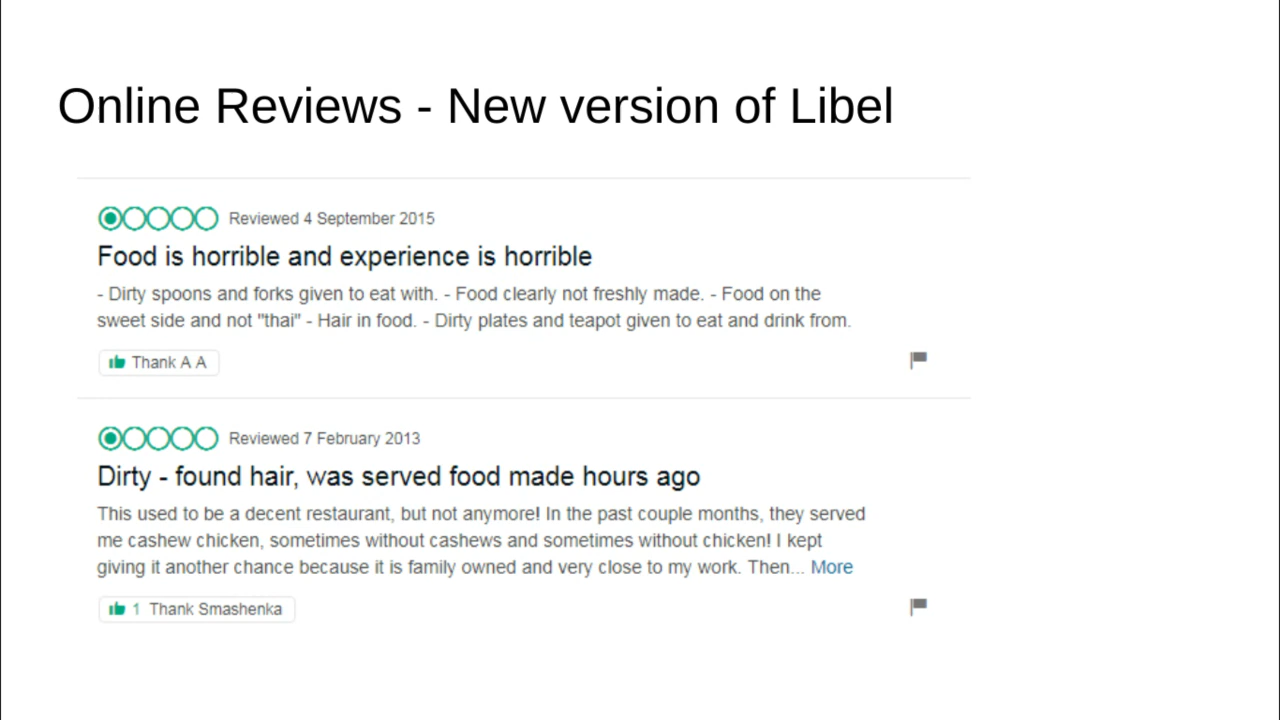 Online Reviews - New version of Libel
Reviewed 4 September 2015
Food is horrible and experience is horrible
- Dirty spoons and forks given to eat with. - Food clearly not freshly made. - Food on the
sweet side and not "thai" - Hair in food. - Dirty plates and teapot given to eat and drink from.
Thank A A
Reviewed 7 February 2013
Dirty - found hair, was served food made hours ago
This used to be a decent restaurant, but not anymore! In the past couple months, they served
me cashew chicken, sometimes without cashews and sometimes without chicken! I kept
giving it another chance because it is family owned and very close to my work. Then... More
1 Thank Smashenka